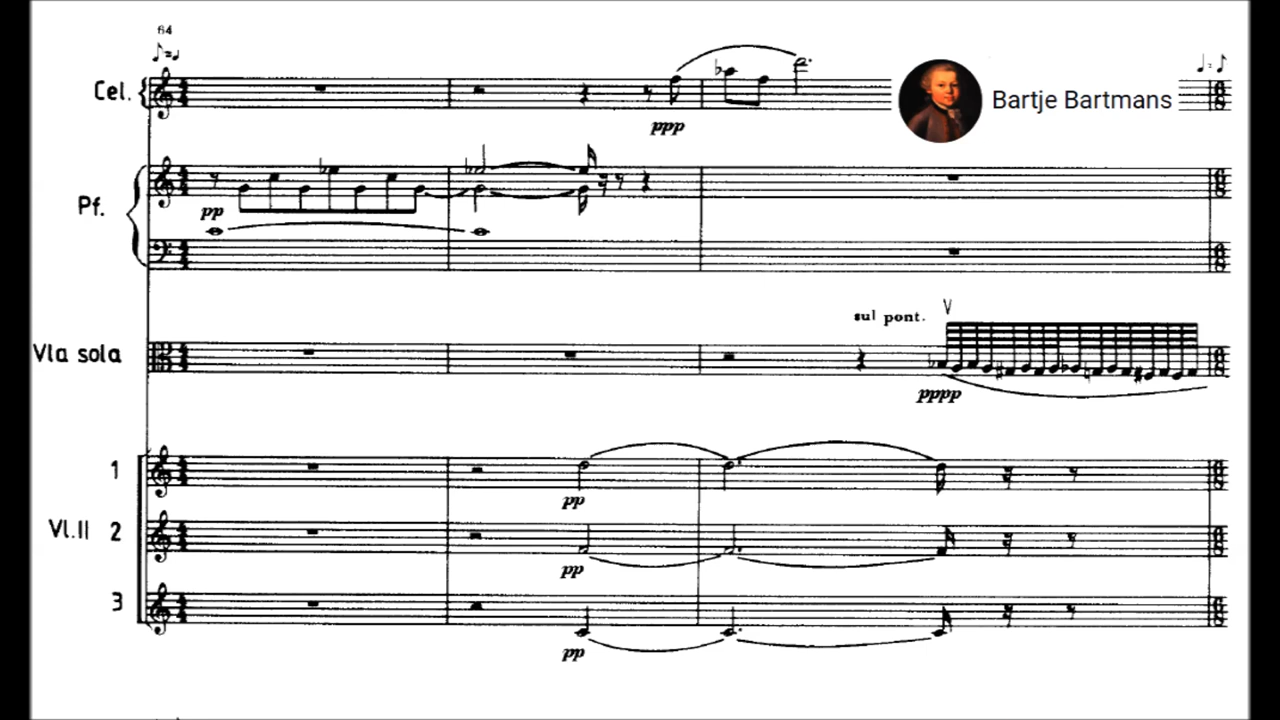 64
Cel.
ppp
Bartje Bartmans
Pf.
pp
sul pont.
Vla sola
pppp
1
pp
Vl.II 2
pp
3
pp